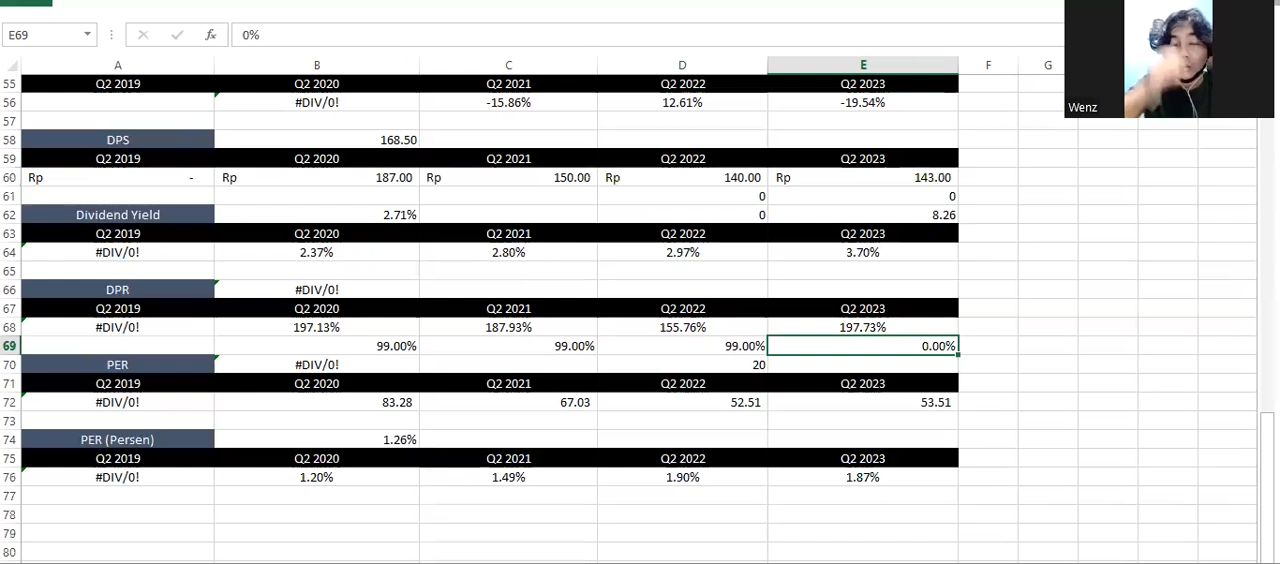 E69 fx 0%
A B C D E F G
55 Q2 2019 Q2 2020 Q2 2021 Q2 2022 Q2 2023
56 #DIV/0! -15.86% 12.61% -19.54%
57
58 DPS 168.50
59 Q2 2019 Q2 2020 Q2 2021 Q2 2022 Q2 2023
60 Rp - Rp 187.00 Rp 150.00 Rp 140.00 Rp 143.00
61 0 0
62 Dividend Yield 2.71% 0 8.26
63 Q2 2019 Q2 2020 Q2 2021 Q2 2022 Q2 2023
64 #DIV/0! 2.37% 2.80% 2.97% 3.70%
65
66 DPR #DIV/0!
67 Q2 2019 Q2 2020 Q2 2021 Q2 2022 Q2 2023
68 #DIV/0! 197.13% 187.93% 155.76% 197.73%
69 99.00% 99.00% 99.00% 0.00%
70 PER #DIV/0! 20
71 Q2 2019 Q2 2020 Q2 2021 Q2 2022 Q2 2023
72 #DIV/0! 83.28 67.03 52.51 53.51
73
74 PER (Persen) 1.26%
75 Q2 2019 Q2 2020 Q2 2021 Q2 2022 Q2 2023
76 #DIV/0! 1.20% 1.49% 1.90% 1.87%
77
78
79
80
Wenz